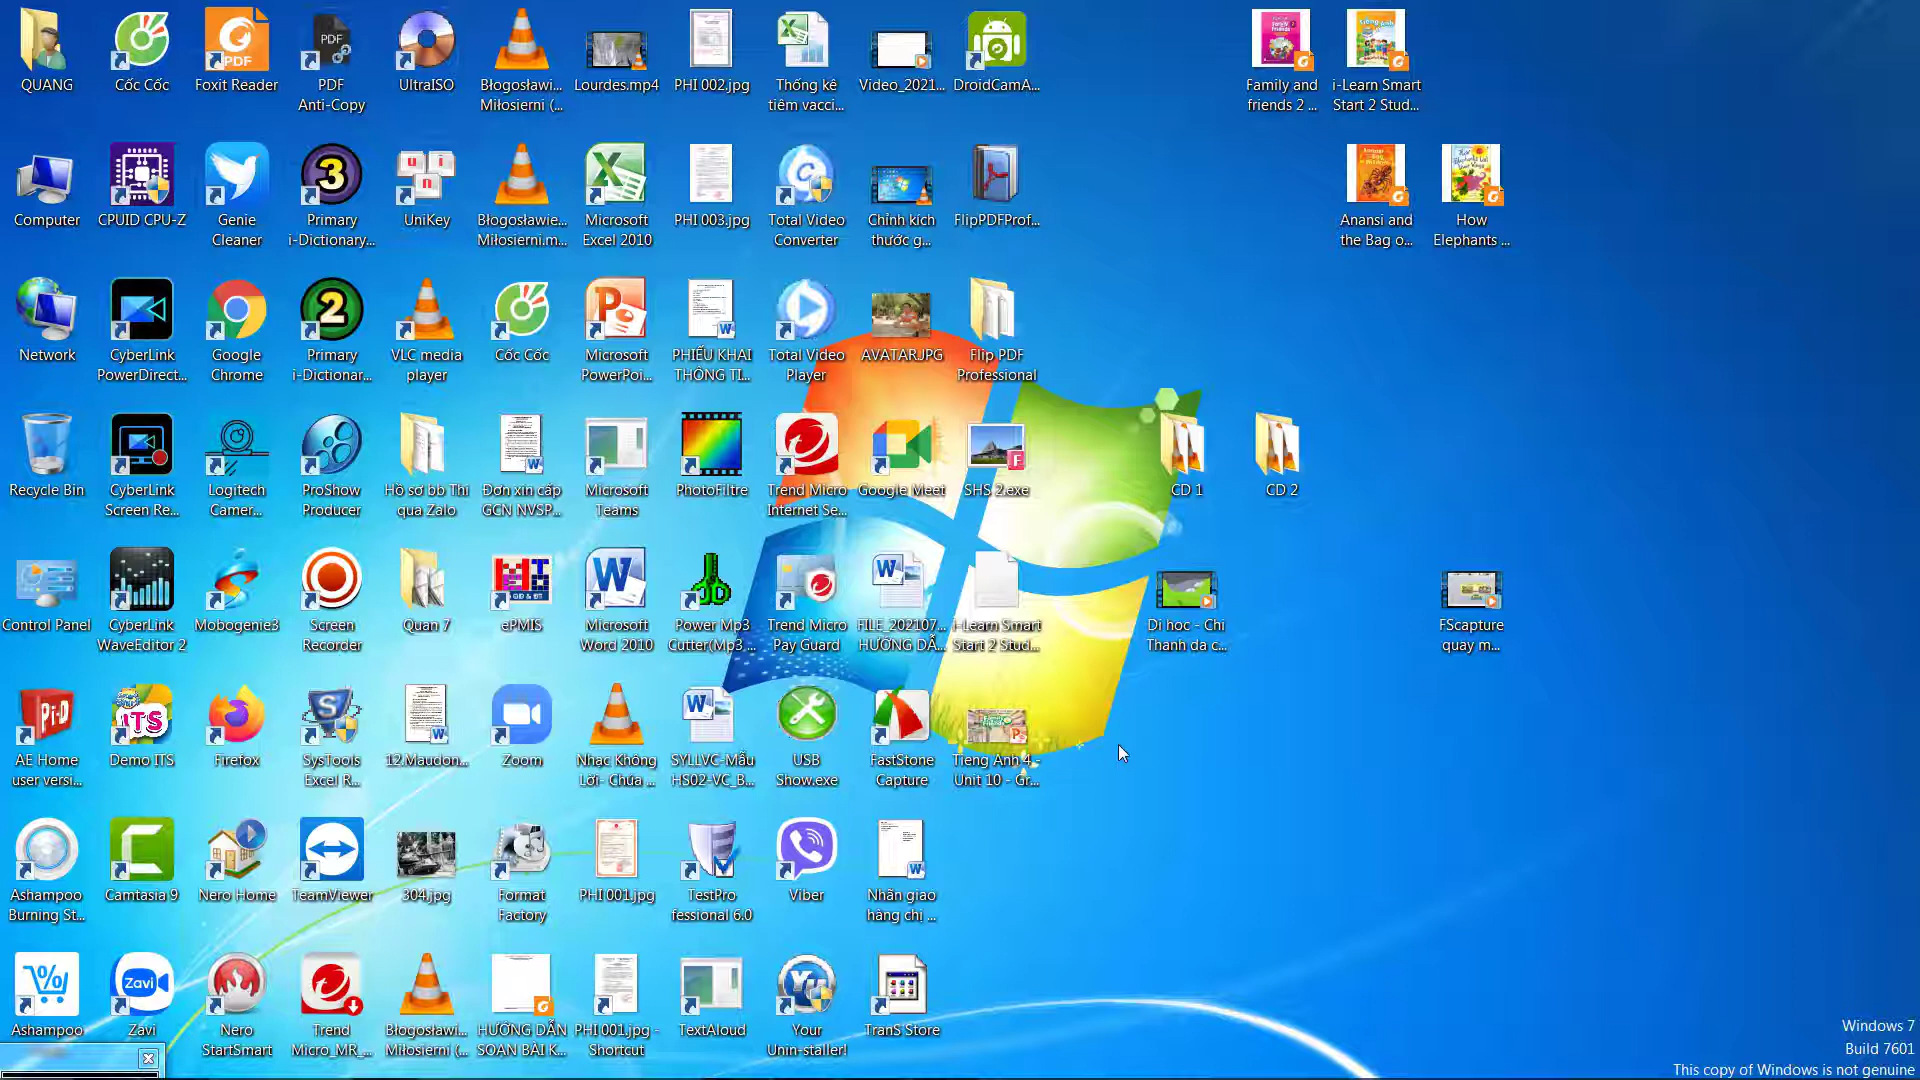 QUANG
Cốc Cốc
Foxit Reader
PDF
Anti-Copy
UltraISO
Błogosławi...
Miłosierni (...
Lourdes.mp4
PHI 002.jpg
Thống kê
tiêm vacci...
Video_2021...
DroidCamA...
Family and
friends 2 ...
i-Learn Smart
Start 2 Stud...
Computer
CPUID CPU-Z
Genie
Cleaner
Primary
i-Dictionary...
UniKey
Błogosławie...
Miłosierni.m...
Microsoft
Excel 2010
PHI 003.jpg
Total Video
Converter
Chỉnh kích
thước g...
FlipPDFProf...
Anansi and
the Bag o...
How
Elephants ...
Network
CyberLink
PowerDirect...
Google
Chrome
Primary
i-Dictionar...
VLC media
player
Cốc Cốc
Microsoft
PowerPoi...
PHIẾU KHAI
THÔNG TI...
Total Video
Player
AVATAR.JPG
Flip PDF
Professional
Recycle Bin
CyberLink
Screen Re...
Logitech
Camer...
ProShow
Producer
Hồ sơ bb Thi
qua Zalo
Đơn xin cấp
GCN NVSP...
Microsoft
Teams
PhotoFiltre
Trend Micro
Internet Se...
Google Meet
SHS 2.exe
CD 1
CD 2
Control Panel
CyberLink
WaveEditor 2
Mobogenie3
Screen
Recorder
Quan 7
ePMIS
Microsoft
Word 2010
Power Mp3
Cutter(Mp3 ...
Trend Micro
Pay Guard
FILE_202107...
HƯỚNG DẪ...
i-Learn Smart
Start 2 Stud...
Di hoc - Chi
Thanh da c...
FScapture
quay m...
AE Home
user versi...
Demo ITS
Firefox
SysTools
Excel R...
12.Maudon...
Zoom
Nhạc Không
Lời- Chúa ...
SYLLVC-Mẫu
HS02-VC_B...
USB
Show.exe
FastStone
Capture
Tieng Anh 4 -
Unit 10 - Gr...
Ashampoo
Burning St...
Camtasia 9
Nero Home
TeamViewer
304.jpg
Format
Factory
PHI 001.jpg
TestPro
fessional 6.0
Viber
Nhãn giao
hàng chị ...
Ashampoo
Zavi
Nero
StartSmart
Trend
Micro_MR_...
Błogosławi...
Miłosierni (...
HƯỚNG DẪN
SOẠN BÀI K...
PHI 001.jpg -
Shortcut
TextAloud
Your
Unin-staller!
TranS Store
Windows 7
Build 7601
This copy of Windows is not genuine